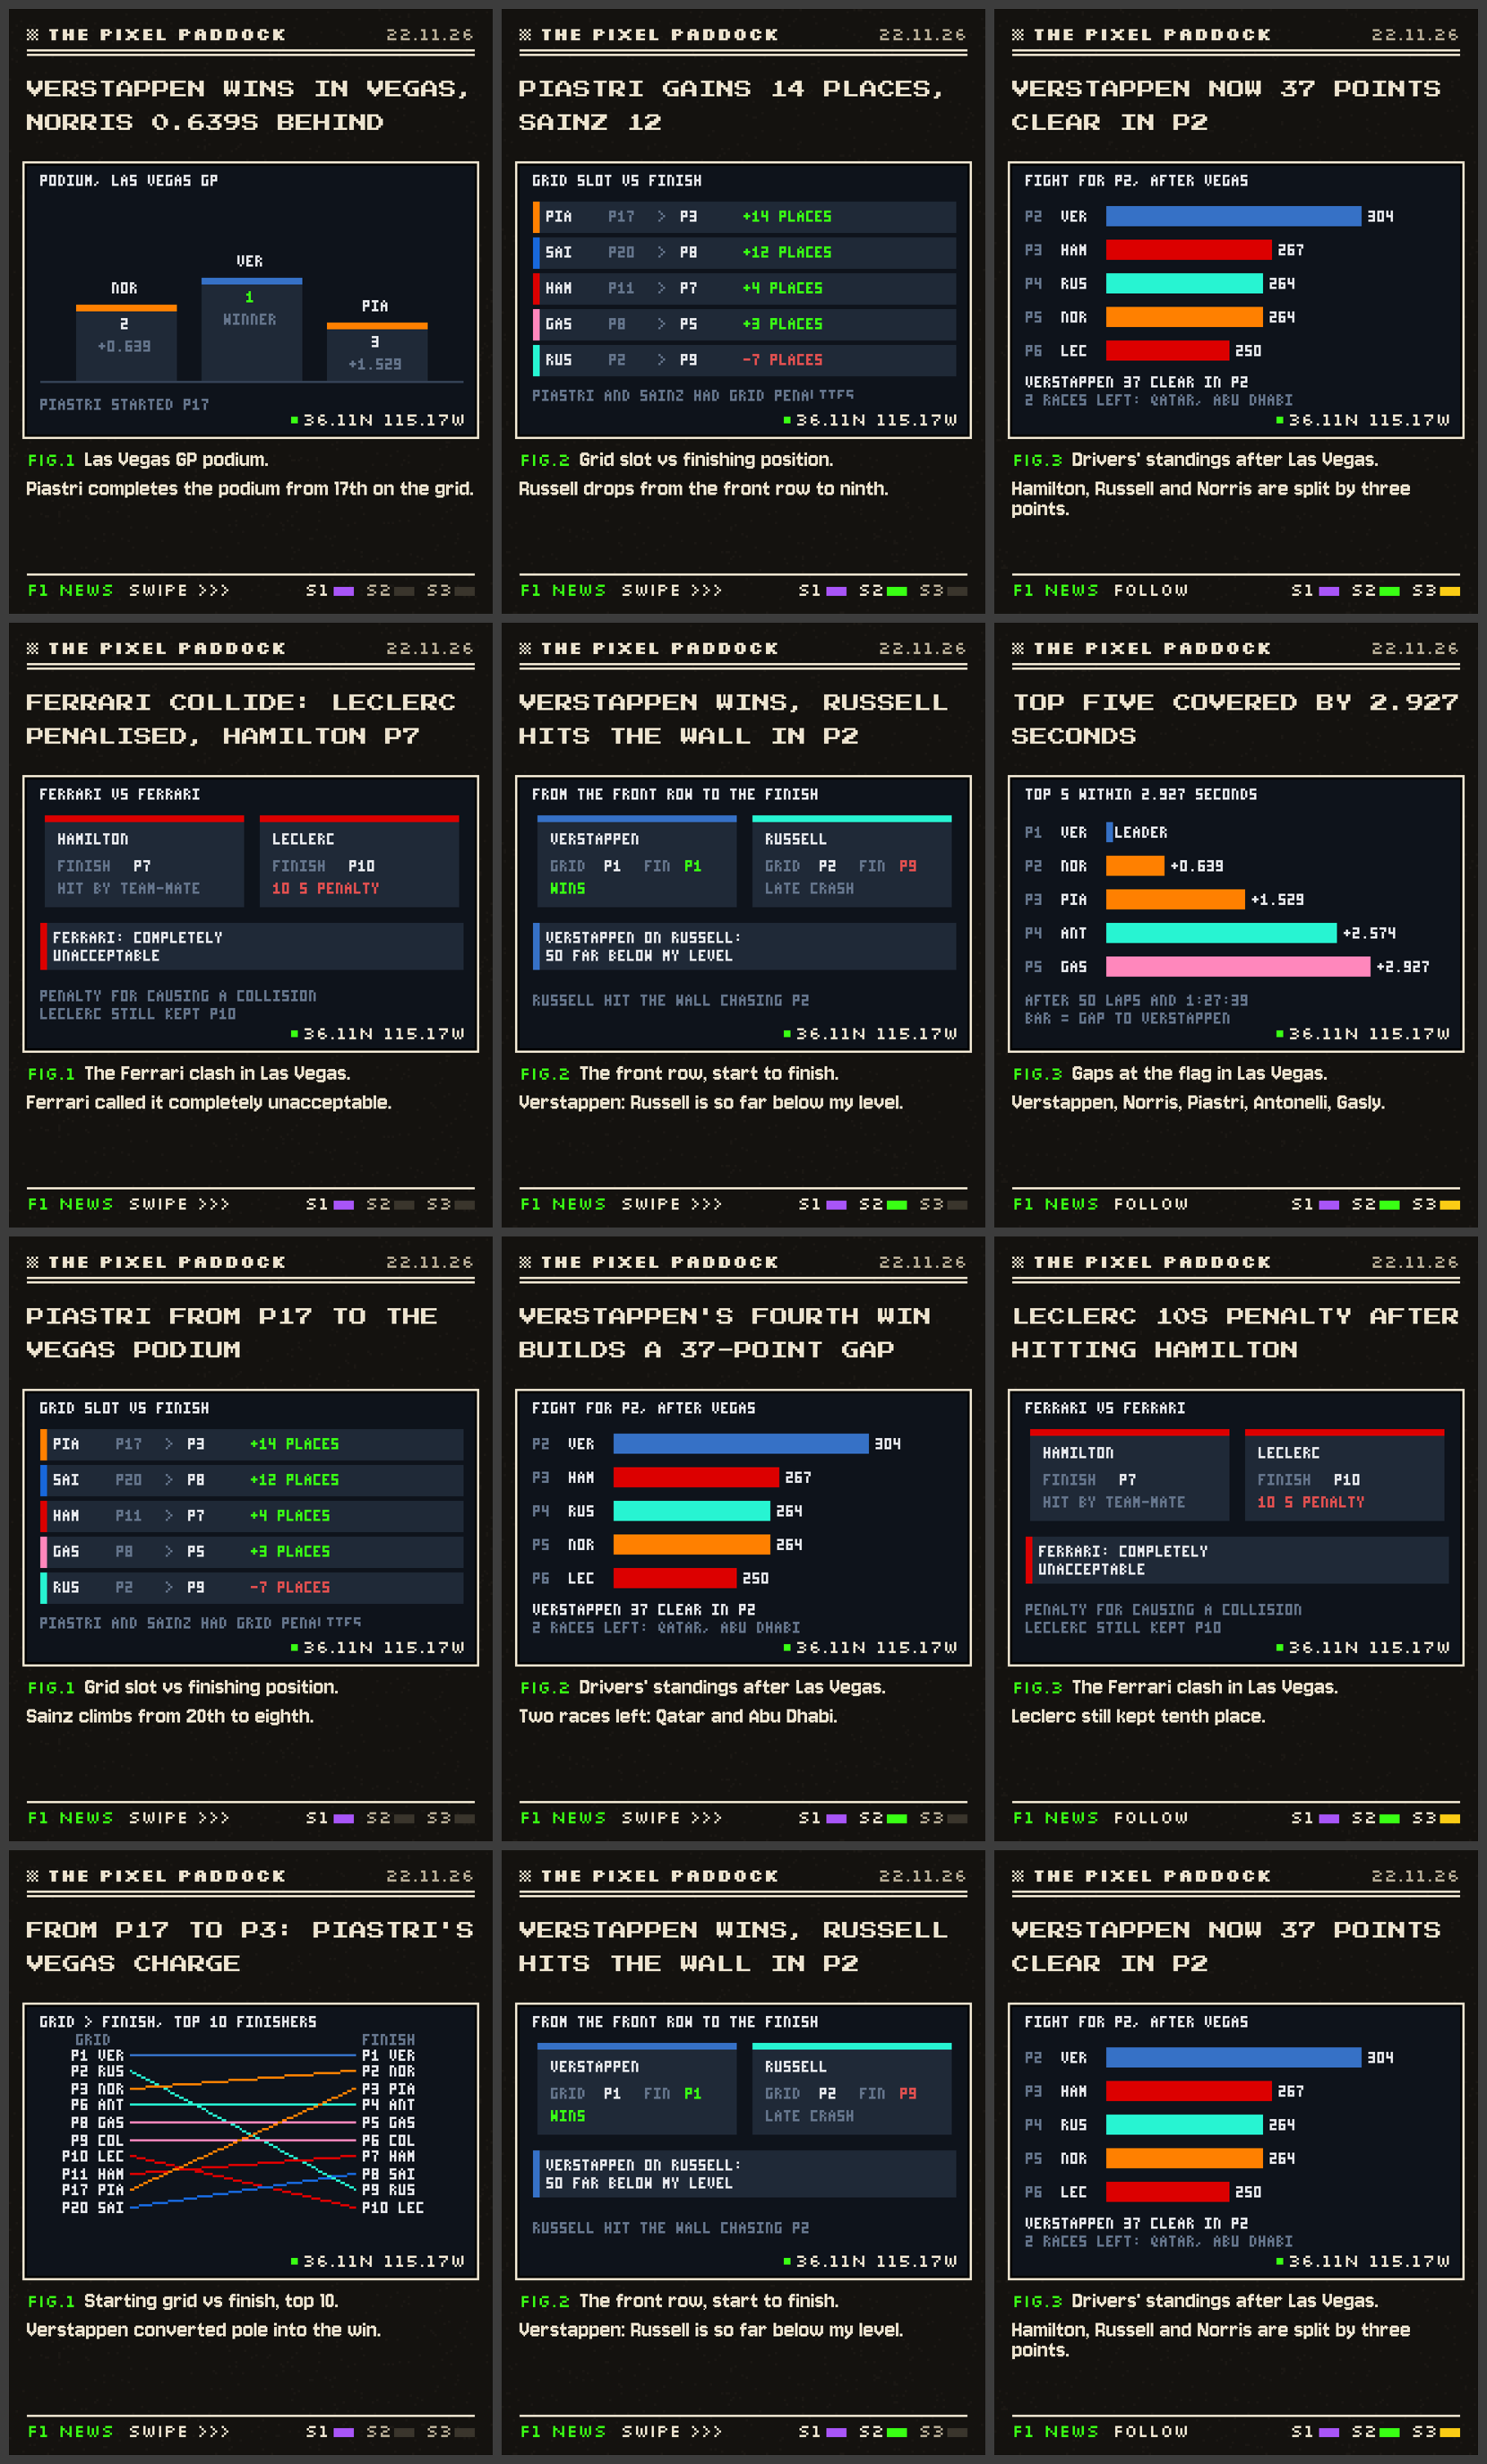 THE PIXEL PADDOCK 22.11.26
VERSTAPPEN WINS IN VEGAS,
NORRIS 0.639S BEHIND
PODIUM, LAS VEGAS GP
VER
NOR
1
PIA
2
WINNER
+0.639
3
+1.529
PIASTRI STARTED P17
36.11N 115.17W
FIG.1 Las Vegas GP podium.
Piastri completes the podium from 17th on the grid.
F1 NEWS SWIPE >>> S1 S2 S3
THE PIXEL PADDOCK 22.11.26
PIASTRI GAINS 14 PLACES,
SAINZ 12
GRID SLOT VS FINISH
PIA P17 > P3 +14 PLACES
SAI P20 > P8 +12 PLACES
HAM P11 > P7 +4 PLACES
GAS P8 > P5 +3 PLACES
RUS P2 > P9 -7 PLACES
PIASTRI AND SAINZ HAD GRID PENALTIES
36.11N 115.17W
FIG.2 Grid slot vs finishing position.
Russell drops from the front row to ninth.
F1 NEWS SWIPE >>> S1 S2 S3
THE PIXEL PADDOCK 22.11.26
VERSTAPPEN NOW 37 POINTS
CLEAR IN P2
FIGHT FOR P2, AFTER VEGAS
P2 VER 304
P3 HAM 267
P4 RUS 264
P5 NOR 264
P6 LEC 250
VERSTAPPEN 37 CLEAR IN P2
2 RACES LEFT: QATAR, ABU DHABI
36.11N 115.17W
FIG.3 Drivers' standings after Las Vegas.
Hamilton, Russell and Norris are split by three
points.
F1 NEWS FOLLOW S1 S2 S3
THE PIXEL PADDOCK 22.11.26
FERRARI COLLIDE: LECLERC
PENALISED, HAMILTON P7
FERRARI VS FERRARI
HAMILTON
FINISH P7
HIT BY TEAM-MATE
LECLERC
FINISH P10
10 S PENALTY
FERRARI: COMPLETELY
UNACCEPTABLE
PENALTY FOR CAUSING A COLLISION
LECLERC STILL KEPT P10
36.11N 115.17W
FIG.1 The Ferrari clash in Las Vegas.
Ferrari called it completely unacceptable.
F1 NEWS SWIPE >>> S1 S2 S3
THE PIXEL PADDOCK 22.11.26
VERSTAPPEN WINS, RUSSELL
HITS THE WALL IN P2
FROM THE FRONT ROW TO THE FINISH
VERSTAPPEN
GRID P1 FIN P1
WINS
RUSSELL
GRID P2 FIN P9
LATE CRASH
VERSTAPPEN ON RUSSELL:
SO FAR BELOW MY LEVEL
RUSSELL HIT THE WALL CHASING P2
36.11N 115.17W
FIG.2 The front row, start to finish.
Verstappen: Russell is so far below my level.
F1 NEWS SWIPE >>> S1 S2 S3
THE PIXEL PADDOCK 22.11.26
TOP FIVE COVERED BY 2.927
SECONDS
TOP 5 WITHIN 2.927 SECONDS
P1 VER LEADER
P2 NOR +0.639
P3 PIA +1.529
P4 ANT +2.574
P5 GAS +2.927
AFTER 50 LAPS AND 1:27:39
BAR = GAP TO VERSTAPPEN
36.11N 115.17W
FIG.3 Gaps at the flag in Las Vegas.
Verstappen, Norris, Piastri, Antonelli, Gasly.
F1 NEWS FOLLOW S1 S2 S3
THE PIXEL PADDOCK 22.11.26
PIASTRI FROM P17 TO THE
VEGAS PODIUM
GRID SLOT VS FINISH
PIA P17 > P3 +14 PLACES
SAI P20 > P8 +12 PLACES
HAM P11 > P7 +4 PLACES
GAS P8 > P5 +3 PLACES
RUS P2 > P9 -7 PLACES
PIASTRI AND SAINZ HAD GRID PENALTIES
36.11N 115.17W
FIG.1 Grid slot vs finishing position.
Sainz climbs from 20th to eighth.
F1 NEWS SWIPE >>> S1 S2 S3
THE PIXEL PADDOCK 22.11.26
VERSTAPPEN'S FOURTH WIN
BUILDS A 37-POINT GAP
FIGHT FOR P2, AFTER VEGAS
P2 VER 304
P3 HAM 267
P4 RUS 264
P5 NOR 264
P6 LEC 250
VERSTAPPEN 37 CLEAR IN P2
2 RACES LEFT: QATAR, ABU DHABI
36.11N 115.17W
FIG.2 Drivers' standings after Las Vegas.
Two races left: Qatar and Abu Dhabi.
F1 NEWS SWIPE >>> S1 S2 S3
THE PIXEL PADDOCK 22.11.26
LECLERC 10S PENALTY AFTER
HITTING HAMILTON
FERRARI VS FERRARI
HAMILTON
FINISH P7
HIT BY TEAM-MATE
LECLERC
FINISH P10
10 S PENALTY
FERRARI: COMPLETELY
UNACCEPTABLE
PENALTY FOR CAUSING A COLLISION
LECLERC STILL KEPT P10
36.11N 115.17W
FIG.3 The Ferrari clash in Las Vegas.
Leclerc still kept tenth place.
F1 NEWS FOLLOW S1 S2 S3
THE PIXEL PADDOCK 22.11.26
FROM P17 TO P3: PIASTRI'S
VEGAS CHARGE
GRID > FINISH, TOP 10 FINISHERS
GRID FINISH
P1 VER P1 VER
P2 RUS P2 NOR
P3 NOR P3 PIA
P6 ANT P4 ANT
P8 GAS P5 GAS
P9 COL P6 COL
P10 LEC P7 HAM
P11 HAM P8 SAI
P17 PIA P9 RUS
P20 SAI P10 LEC
36.11N 115.17W
FIG.1 Starting grid vs finish, top 10.
Verstappen converted pole into the win.
F1 NEWS SWIPE >>> S1 S2 S3
THE PIXEL PADDOCK 22.11.26
VERSTAPPEN WINS, RUSSELL
HITS THE WALL IN P2
FROM THE FRONT ROW TO THE FINISH
VERSTAPPEN
GRID P1 FIN P1
WINS
RUSSELL
GRID P2 FIN P9
LATE CRASH
VERSTAPPEN ON RUSSELL:
SO FAR BELOW MY LEVEL
RUSSELL HIT THE WALL CHASING P2
36.11N 115.17W
FIG.2 The front row, start to finish.
Verstappen: Russell is so far below my level.
F1 NEWS SWIPE >>> S1 S2 S3
THE PIXEL PADDOCK 22.11.26
VERSTAPPEN NOW 37 POINTS
CLEAR IN P2
FIGHT FOR P2, AFTER VEGAS
P2 VER 304
P3 HAM 267
P4 RUS 264
P5 NOR 264
P6 LEC 250
VERSTAPPEN 37 CLEAR IN P2
2 RACES LEFT: QATAR, ABU DHABI
36.11N 115.17W
FIG.3 Drivers' standings after Las Vegas.
Hamilton, Russell and Norris are split by three
points.
F1 NEWS FOLLOW S1 S2 S3